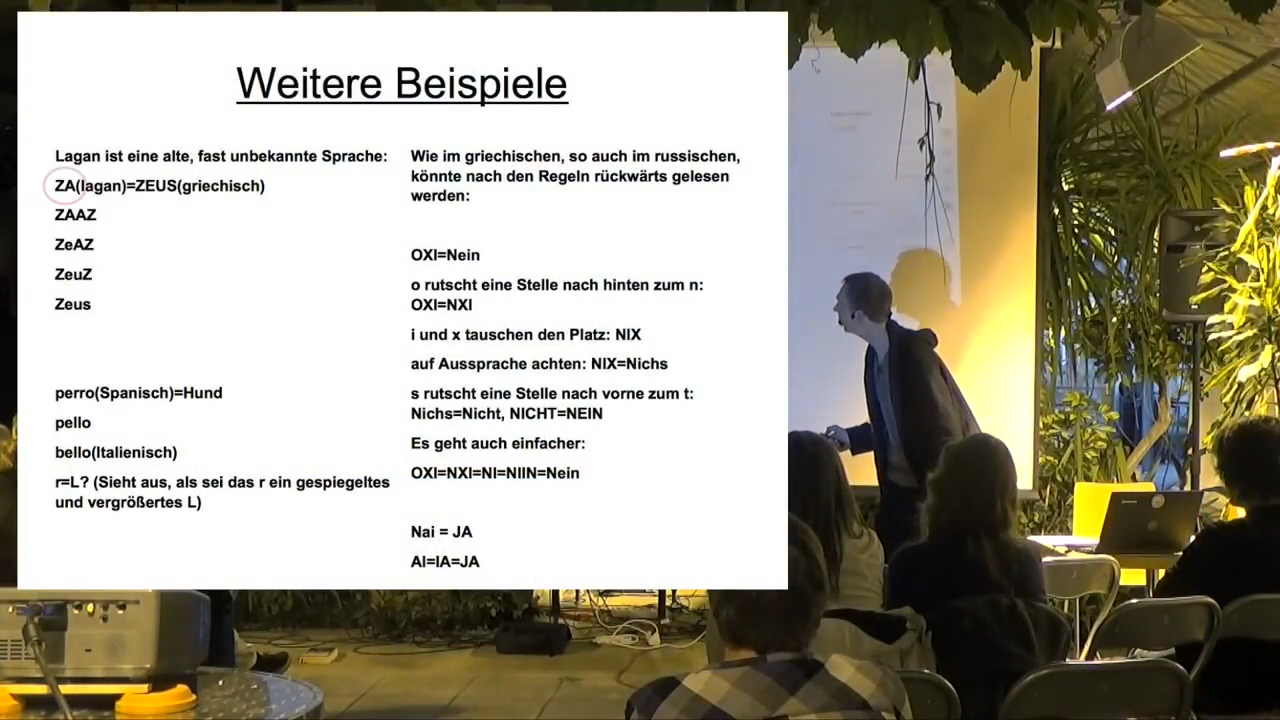 Weitere Beispiele
Lagan ist eine alte, fast unbekannte Sprache:
ZA(lagan)=ZEUS(griechisch)
ZAAZ
ZeAZ
ZeuZ
Zeus
perro(Spanisch)=Hund
pello
bello(Italienisch)
r=L? (Sieht aus, als sei das r ein gespiegeltes
und vergrößertes L)
Wie im griechischen, so auch im russischen,
könnte nach den Regeln rückwärts gelesen
werden:
OXI=Nein
o rutscht eine Stelle nach hinten zum n:
OXI=NXI
i und x tauschen den Platz: NIX
auf Aussprache achten: NIX=Nichs
s rutscht eine Stelle nach vorne zum t:
Nichs=Nicht, NICHT=NEIN
Es geht auch einfacher:
OXI=NXI=NI=NIIN=Nein
Nai = JA
AI=IA=JA